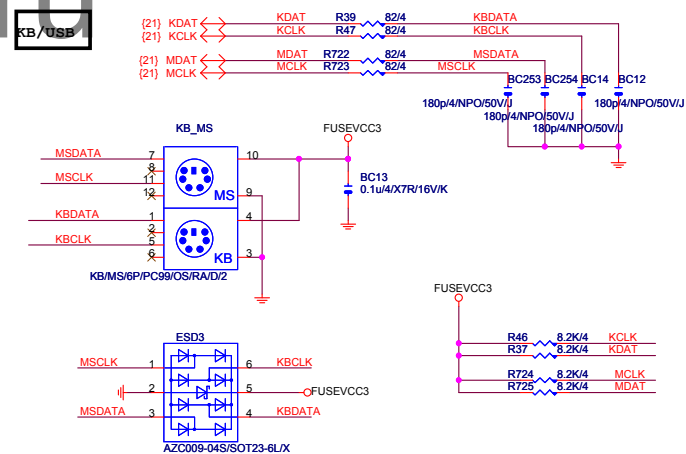 KB/USB
{21} KDAT KDAT R39 82/4 KBDATA
{21} KCLK KCLK R47 82/4 KBCLK
{21} MDAT MDAT R722 82/4 MSDATA
{21} MCLK MCLK R723 82/4 MSCLK
BC253 BC254 BC14 BC12
180p/4/NPO/50V/J 180p/4/NPO/50V/J
180p/4/NPO/50V/J
180p/4/NPO/50V/J
KB_MS FUSEVCC3
MSDATA 7 10
8
MSCLK 11
12 MS 9
BC13
0.1u/4/X7R/16V/K
KBDATA 1 4
2
KBCLK 5
6 KB 3
KB/MS/6P/PC99/OS/RA/D/2
FUSEVCC3
ESD3
MSCLK 1 6 KBCLK
2 5 FUSEVCC3
MSDATA 3 4 KBDATA
AZC009-04S/SOT23-6L/X
R46 8.2K/4 KCLK
R37 8.2K/4 KDAT
R724 8.2K/4 MCLK
R725 8.2K/4 MDAT